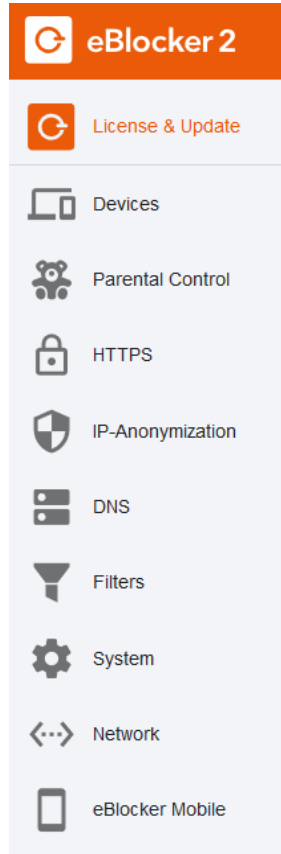 eBlocker 2
License & Update
Devices
Parental Control
HTTPS
IP-Anonymization
DNS
Filters
System
Network
eBlocker Mobile